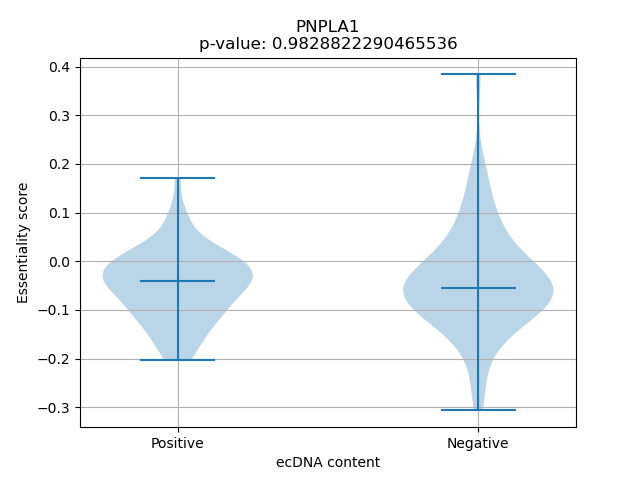 PNPLA1
p-value: 0.9828822290465536
0.4
0.3
0.2
0.1
0.0
−0.1
−0.2
−0.3
Essentiality score
Positive
Negative
ecDNA content